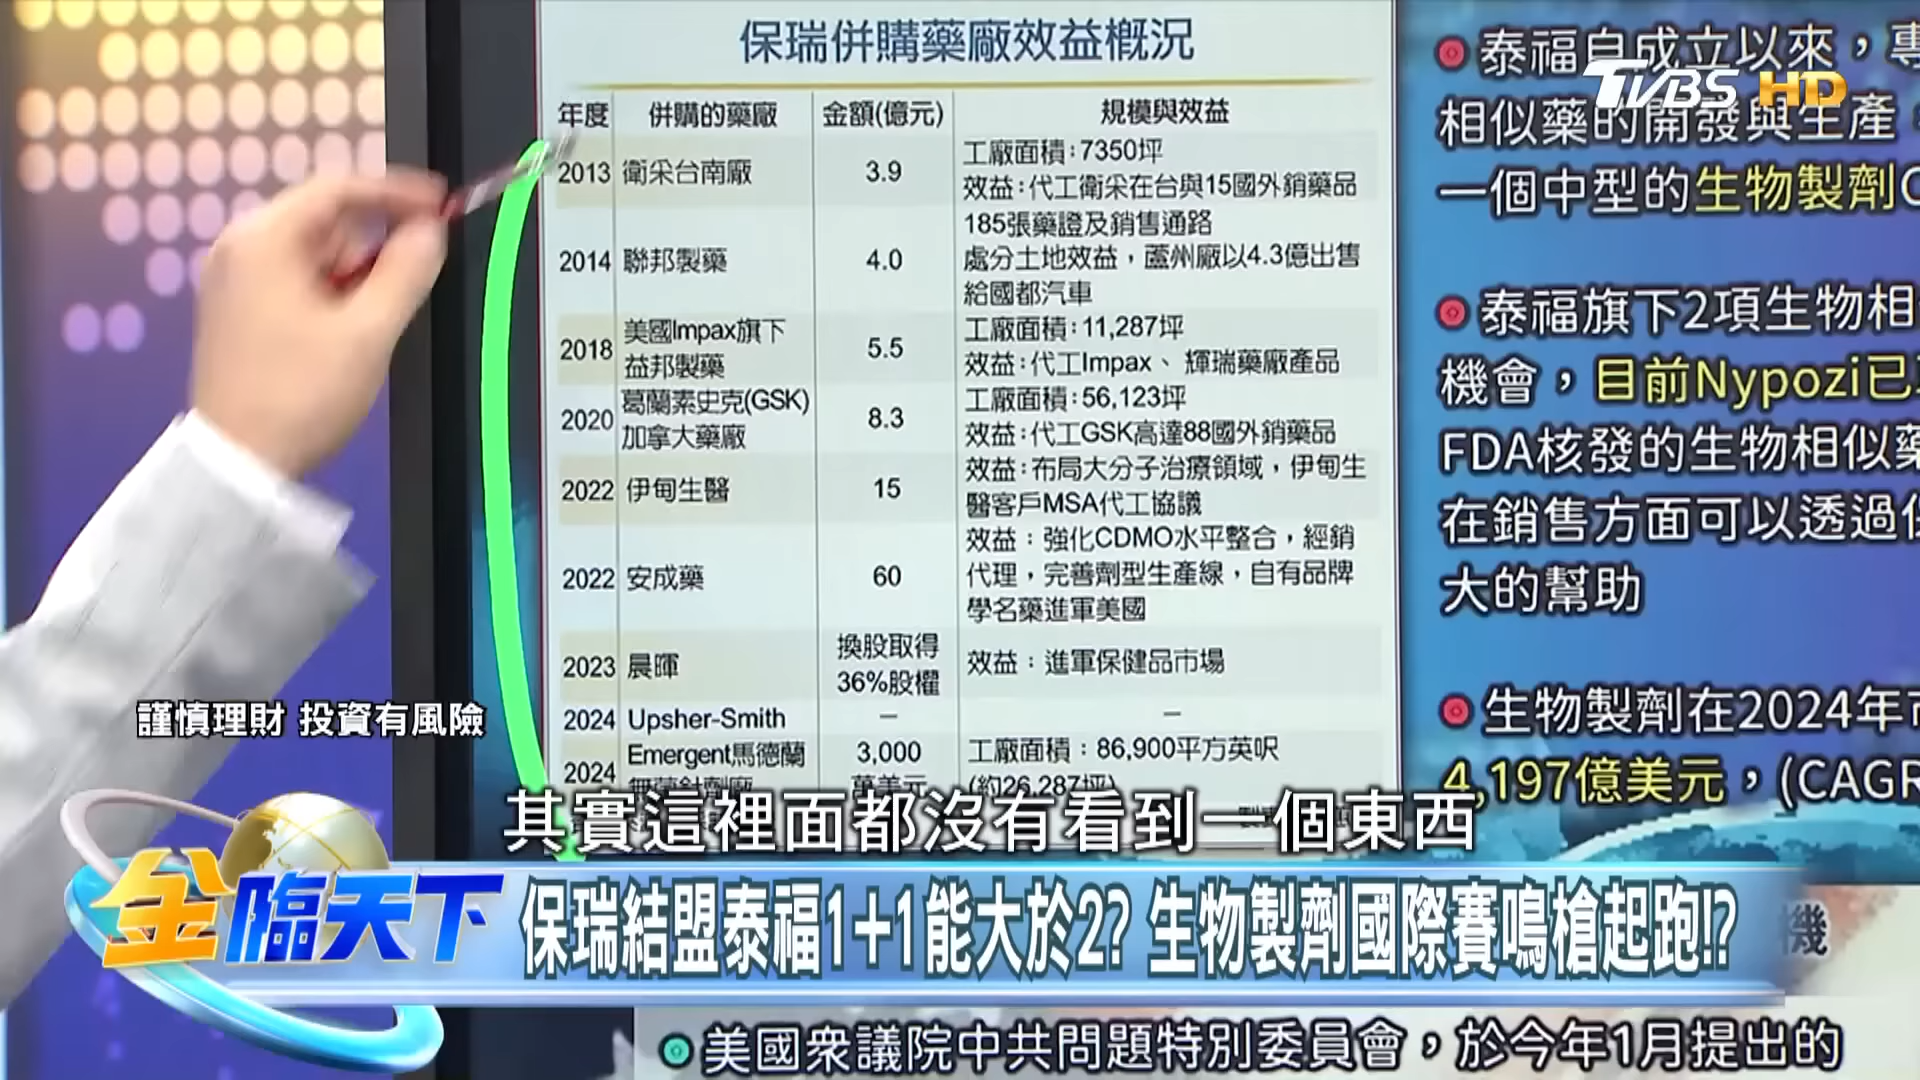 保瑞併購藥廠效益概況
年度 併購的藥廠 金額(億元) 規模與效益
2013 衛采台南廠 3.9 工廠面積:7350坪
效益:代工衛采在台與15國外銷藥品
2014 聯邦製藥 4.0 185張藥證及銷售通路
處分土地效益，蘆州廠以4.3億出售
給國都汽車
2018 美國Impax旗下
益邦製藥 5.5 工廠面積:11,287坪
效益:代工Impax、輝瑞藥廠產品
2020 葛蘭素史克(GSK)
加拿大藥廠 8.3 工廠面積:56,123坪
效益:代工GSK高達88國外銷藥品
2022 伊甸生醫 15 效益:布局大分子治療領域，伊甸生
醫客戶MSA代工協議
2022 安成藥 60 效益：強化CDMO水平整合，經銷
代理，完善劑型生產線，自有品牌
學名藥進軍美國
2023 晨暉 換股取得
36%股權 效益：進軍保健品市場
2024 Upsher-Smith — —
2024 Emergent馬德蘭
3,000 工廠面積：86,900平方英呎
萬美元 (約26,287坪)
泰福自成立以來，專
相似藥的開發與生產
一個中型的生物製劑C
泰福旗下2項生物相
機會，目前Nypozi已
FDA核發的生物相似藥
在銷售方面可以透過
大的幫助
生物製劑在2024年市
4,197億美元，(CAGR
TVBS HD
謹慎理財 投資有風險
其實這裡面都沒有看到一個東西
金臨天下
保瑞結盟泰福1+1能大於2? 生物製劑國際賽鳴槍起跑!?
機
美國眾議院中共問題特別委員會，於今年1月提出的